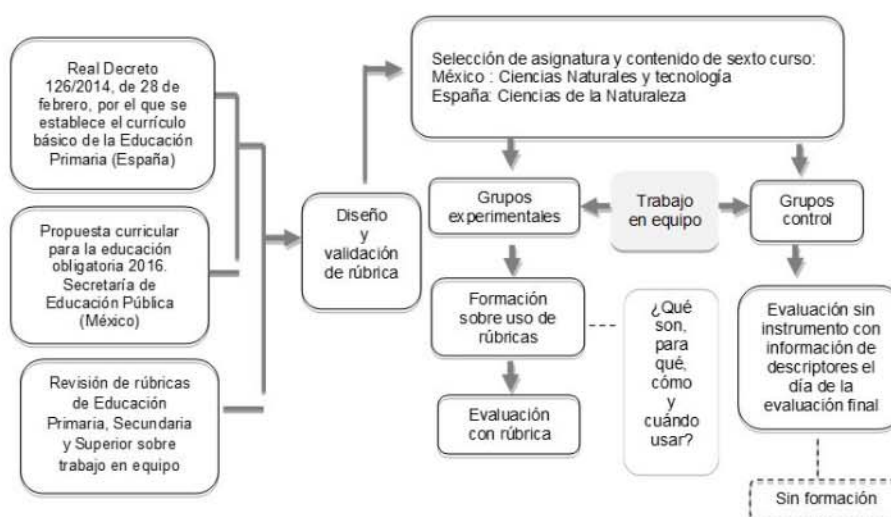 Real Decreto
126/2014, de 28 de
febrero, por el que se
establece el currículo
básico de la Educación
Primaria (España)
Propuesta curricular
para la educación
obligatoria 2016.
Secretaría de
Educación Pública
(México)
Revisión de rúbricas
de Educación
Primaria, Secundaria
y Superior sobre
trabajo en equipo
Diseño
y
validación
de rúbrica
Selección de asignatura y contenido de sexto curso:
México : Ciencias Naturales y tecnología
España: Ciencias de la Naturaleza
Grupos
experimentales
Trabajo
en equipo
Grupos
control
Formación
sobre uso de
rúbricas
¿Qué
son,
para
qué,
cómo
y
cuándo
usar?
Evaluación sin
instrumento con
información de
descriptores el
día de la
evaluación final
Evaluación
con rúbrica
Sin formación